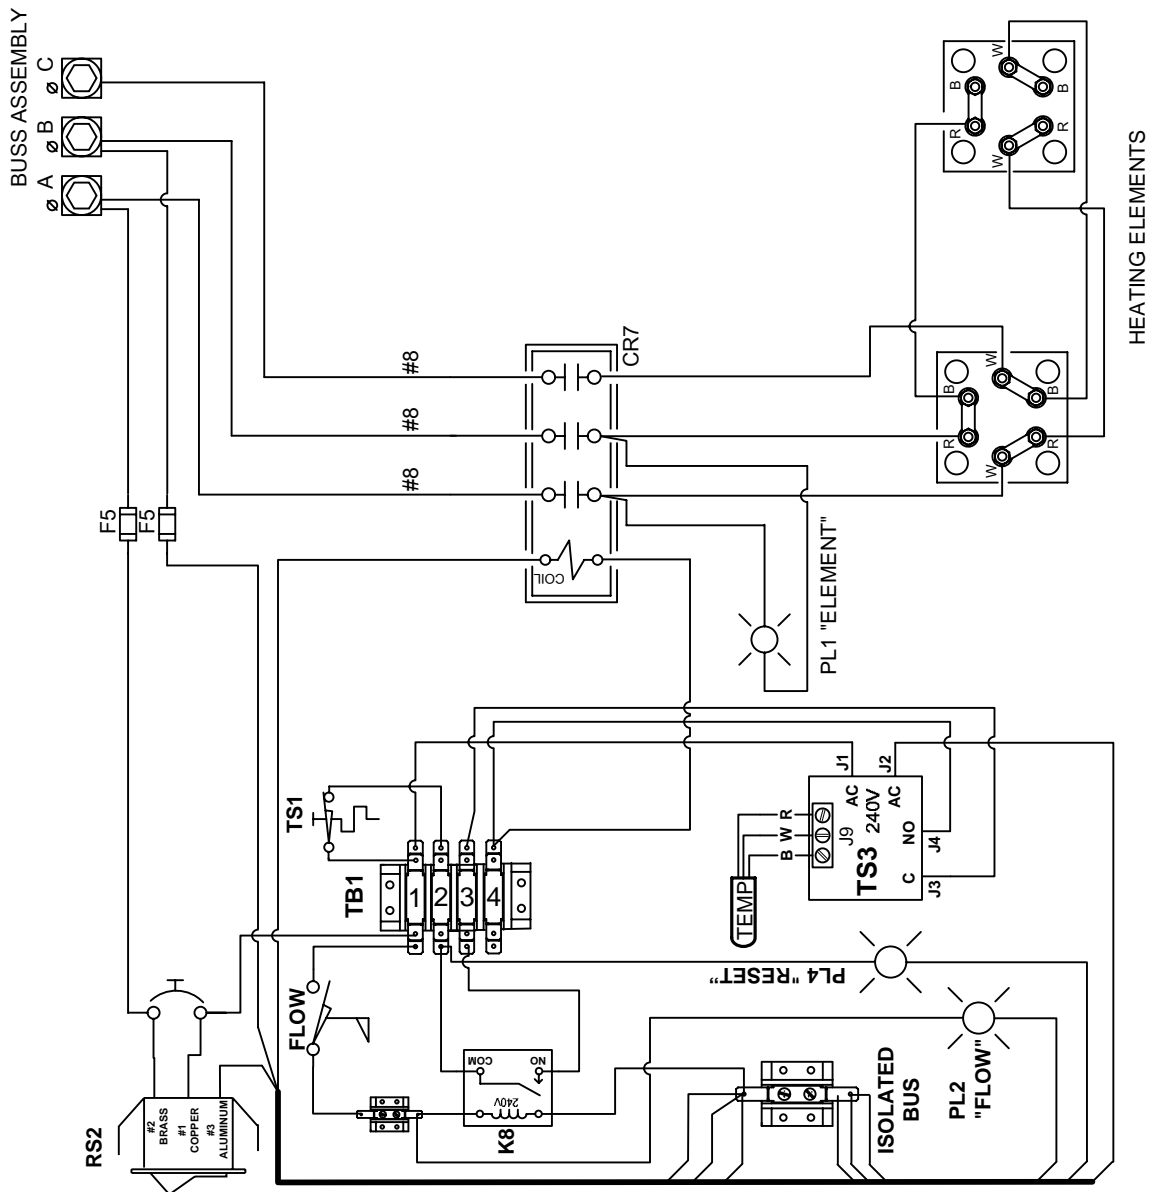 BUSS ASSEMBLY
ø A
ø B
ø C
F5
F5
#8
#8
#8
CR7
COIL
W
B
B
R
W
R
W
B
B
R
W
R
HEATING ELEMENTS
PL1 "ELEMENT"
TS1
TB1
1
2
3
4
J1
J2
AC
AC
240V
J9
R
W
B
TS3
NO
C
J4
J3
TEMP
PL4 "RESET"
FLOW
COM
NO
240V
K8
ISOLATED
BUS
PL2
"FLOW"
RS2
#2
BRASS
#1
COPPER
#3
ALUMINUM